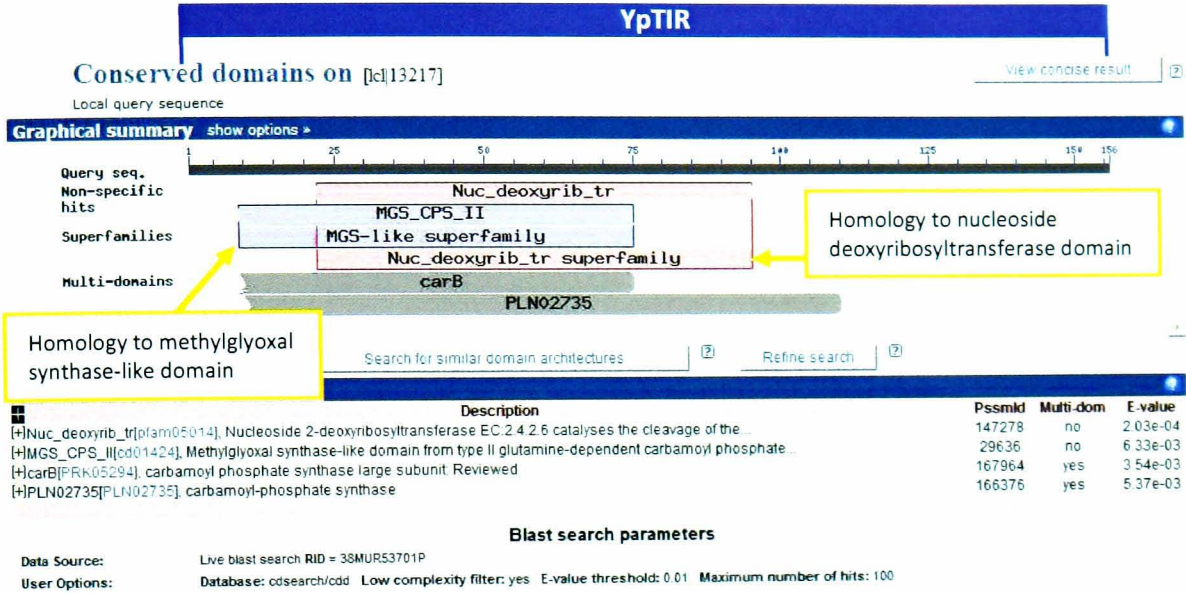 YpTIR
Conserved domains on [lcl|13217]
View concise result
?
Local query sequence
Graphical summary show options »
1 25 50 75 100 125 150 156
Query seq.
Non-specific hits
Nuc_deoxyrib_tr
MGS_CPS_II
Superfamilies
MGS-like superfamily
Nuc_deoxyrib_tr superfamily
Multi-domains
carB
PLN02735
Homology to nucleoside
deoxyribosyltransferase domain
Homology to methylglyoxal
synthase-like domain
Search for similar domain architectures ? Refine search ?
Description PssmId Multi-dom E-value
[+]Nuc_deoxyrib_tr[pfam05014], Nucleoside 2-deoxyribosyltransferase EC:2.4.2.6 catalyses the cleavage of the... 147278 no 2.03e-04
[+]MGS_CPS_II[cd01424], Methylglyoxal synthase-like domain from type II glutamine-dependent carbamoyl phosphate... 29636 no 6.33e-03
[+]carB[PRK05294], carbamoyl phosphate synthase large subunit: Reviewed 167964 yes 3.54e-03
[+]PLN02735[PLN02735], carbamoyl-phosphate synthase 166376 yes 5.37e-03
Blast search parameters
Data Source: Live blast search RID = 38MUR53701P
User Options: Database: cdsearch/cdd Low complexity filter: yes E-value threshold: 0.01 Maximum number of hits: 100